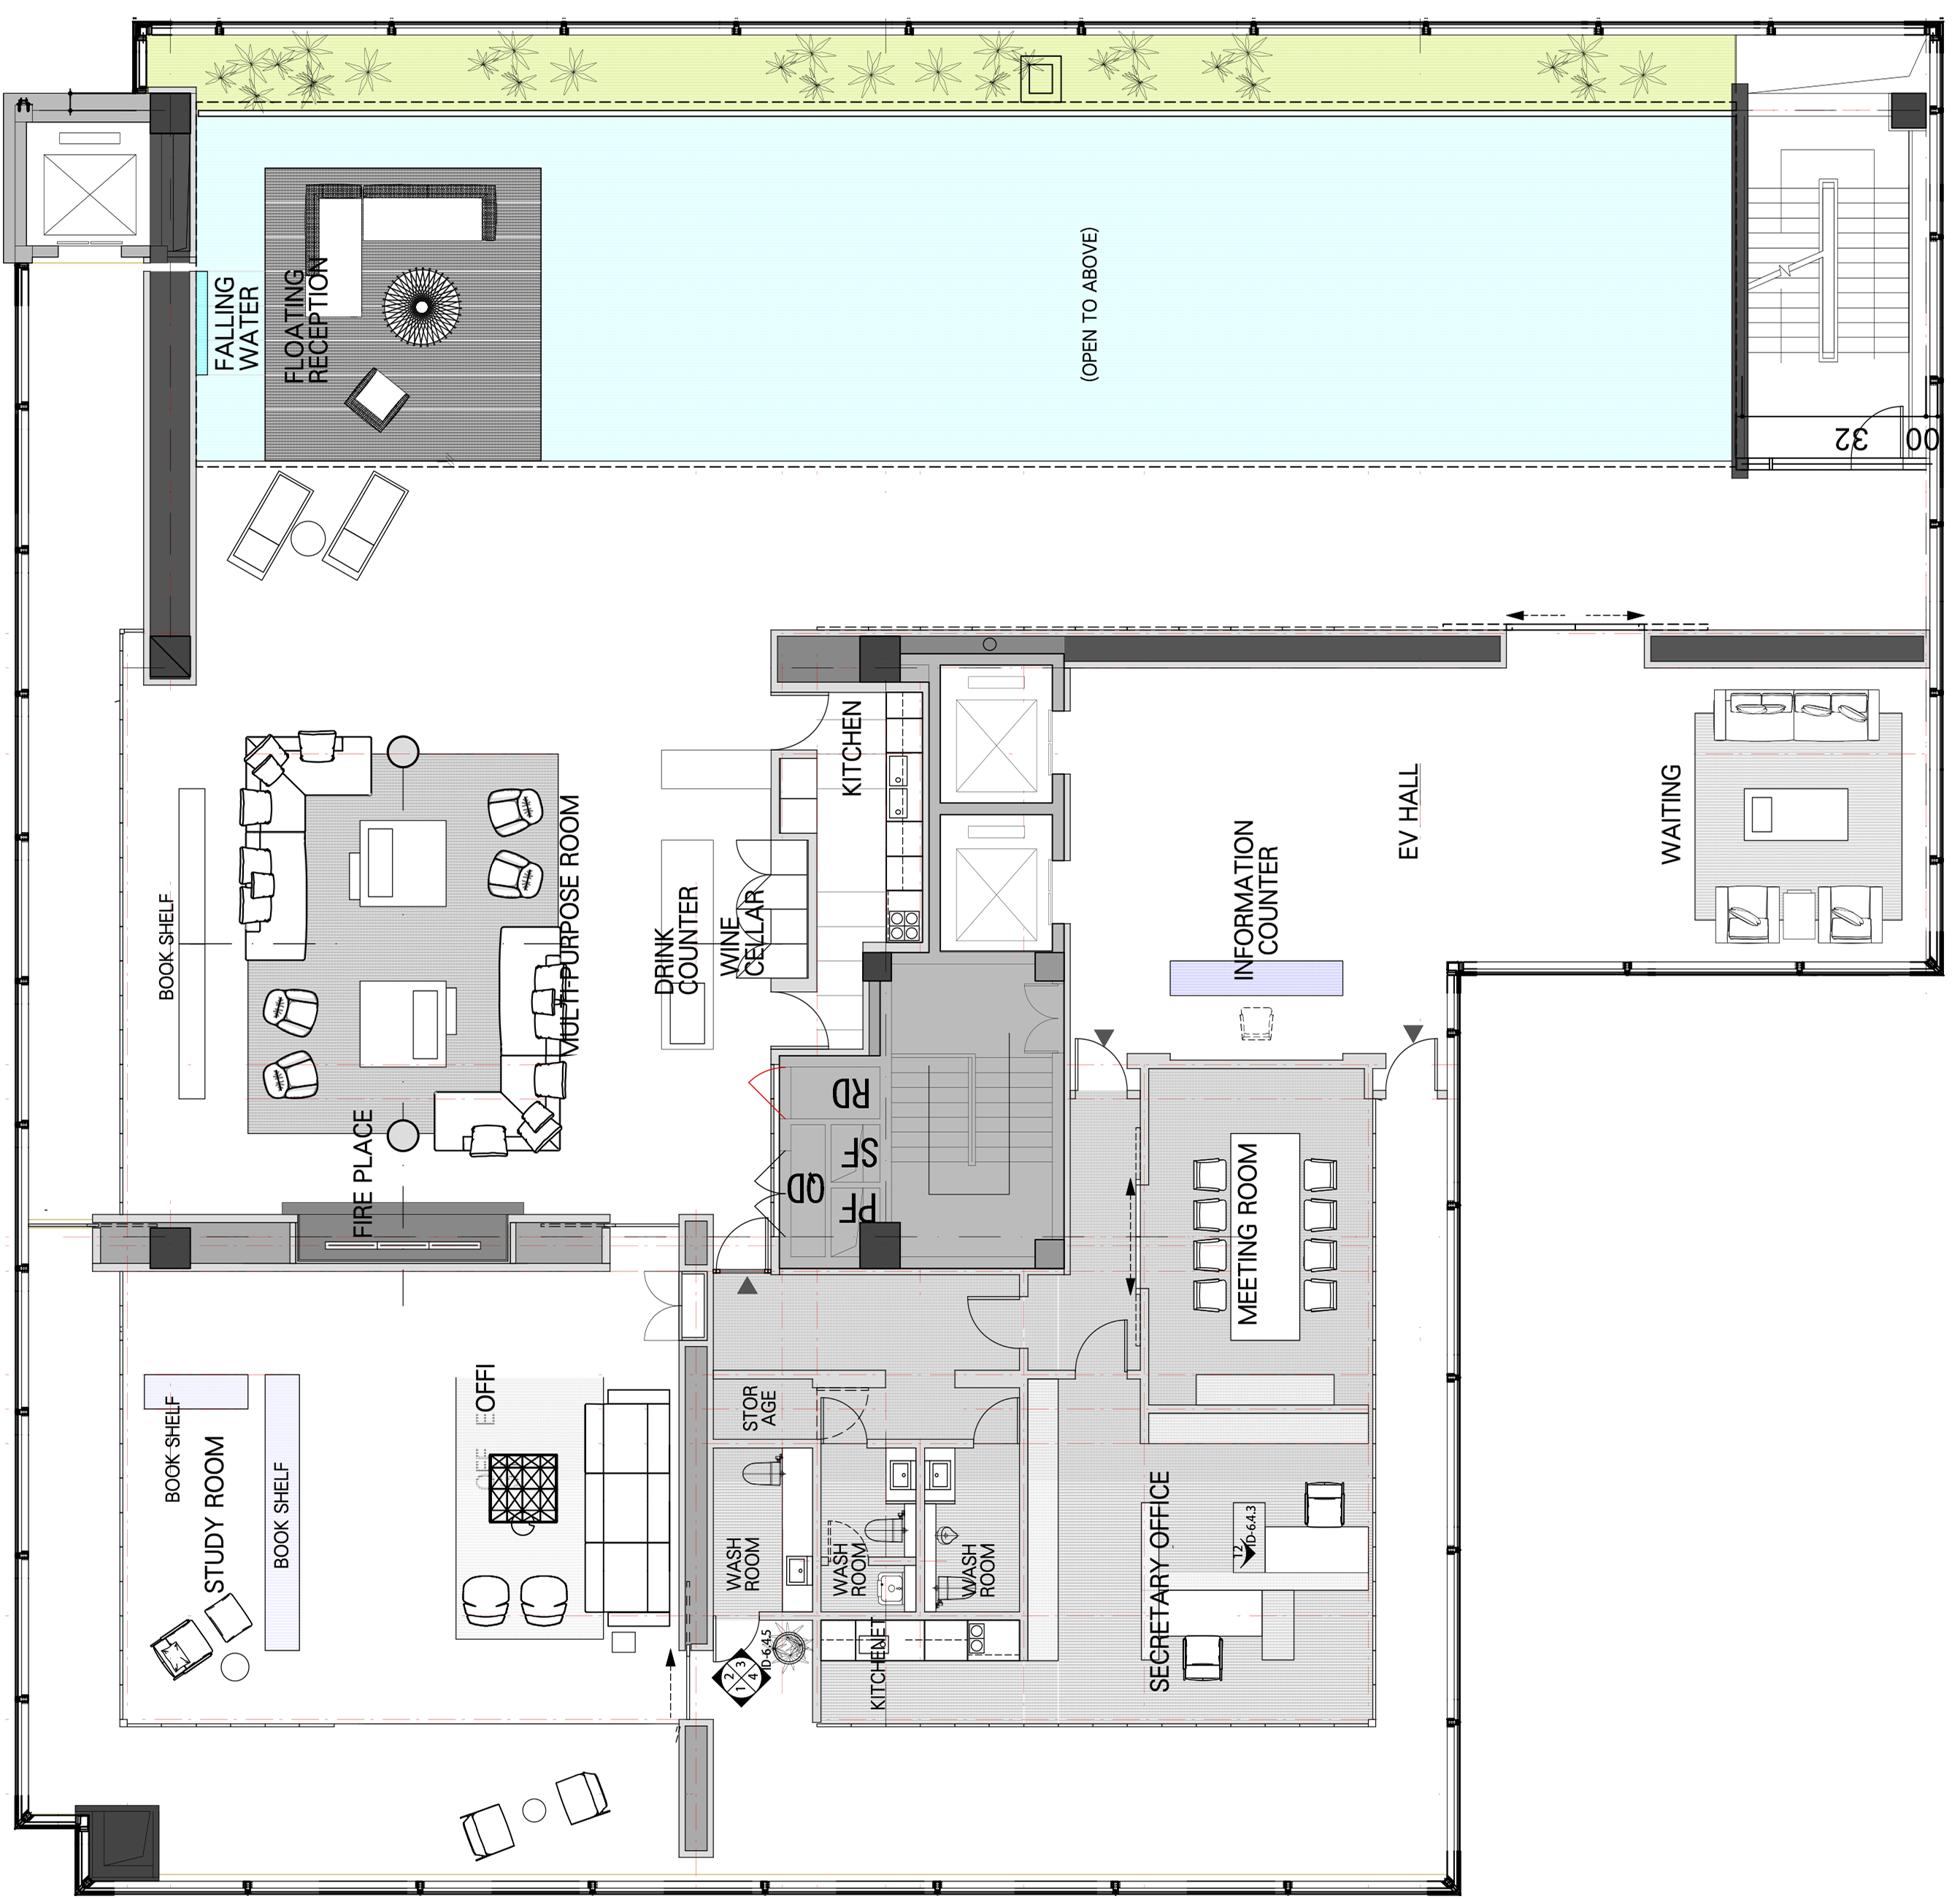 FALLING
WATER
FLOATING
RECEPTION
(OPEN TO ABOVE)
32
00
KITCHEN
BOOK SHELF
MULTI-PURPOSE ROOM
DRINK
COUNTER
WINE
CELLAR
INFORMATION
COUNTER
EV HALL
WAITING
FIRE PLACE
RD
SF
QD
PF
MEETING ROOM
BOOK SHELF
STUDY ROOM
BOOK SHELF
OFFI
STOR
AGE
WASH
ROOM
WASH
ROOM
WASH
ROOM
SECRETARY OFFICE
12
ID-6.4.3
KITCHENET
ID-6.4.5
1
2
3
4